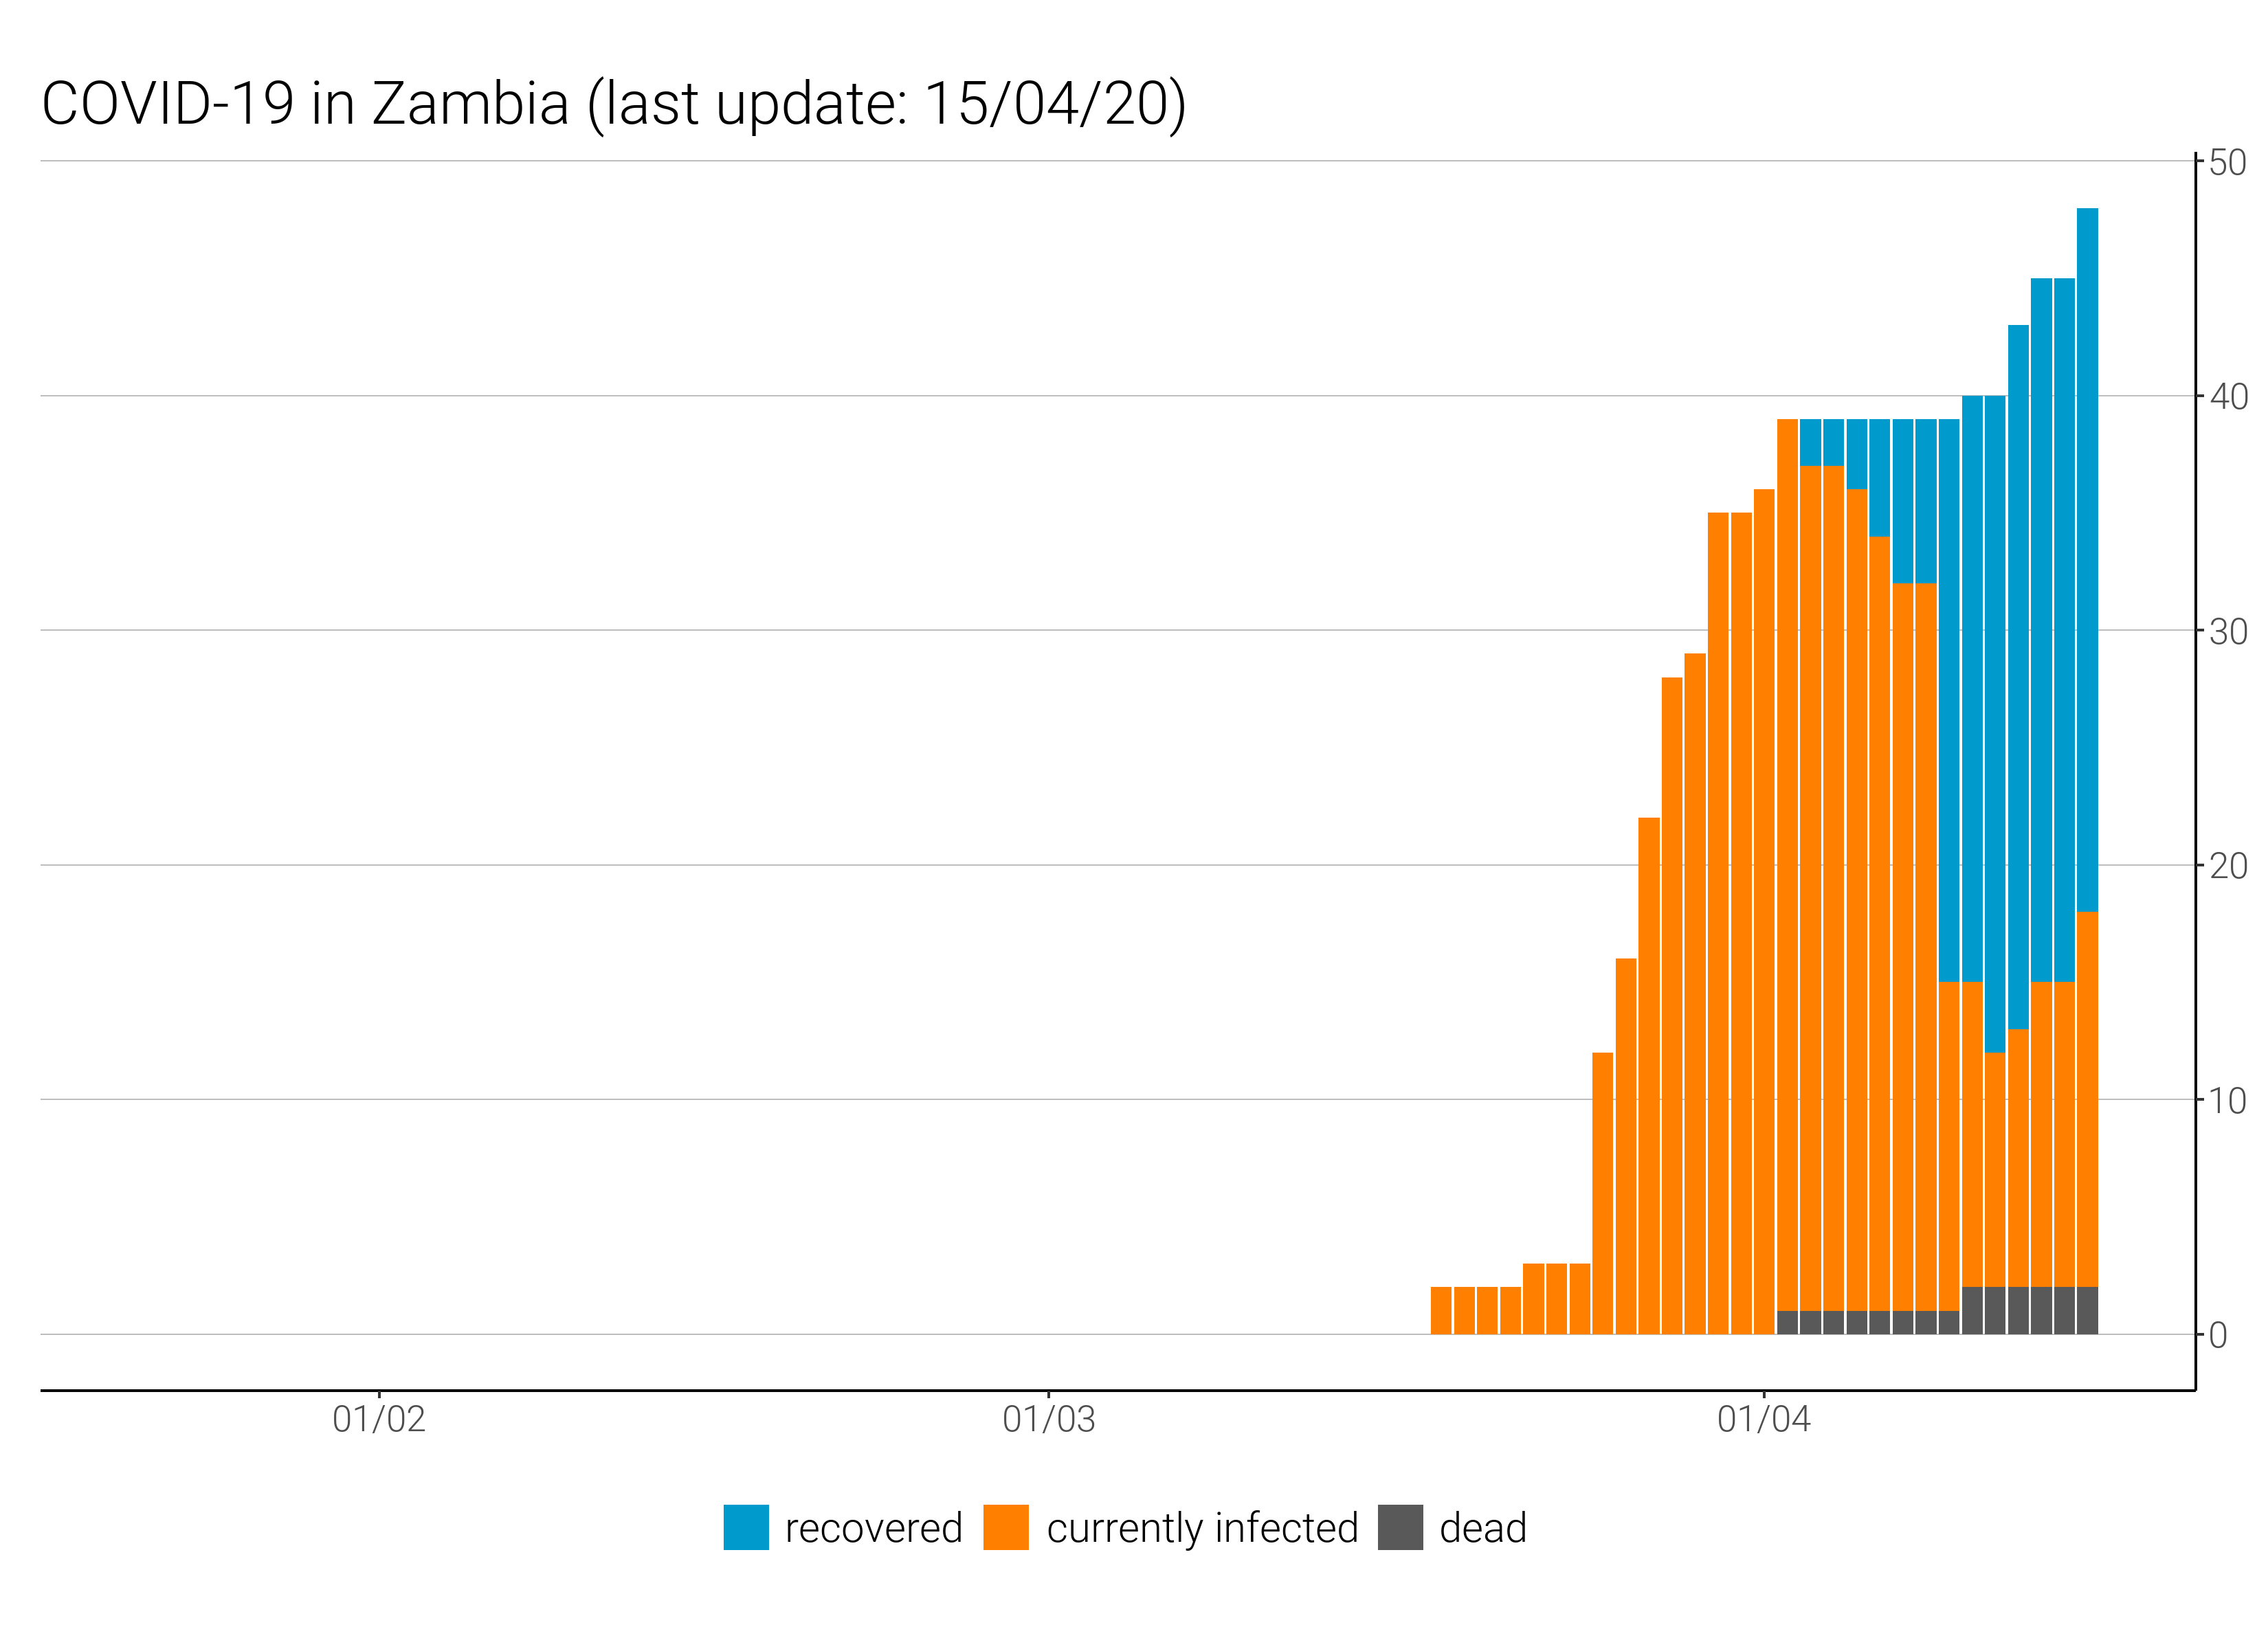 COVID-19 in Zambia (last update: 15/04/20)
50
40
30
20
10
0
01/02 01/03 01/04
recovered currently infected dead